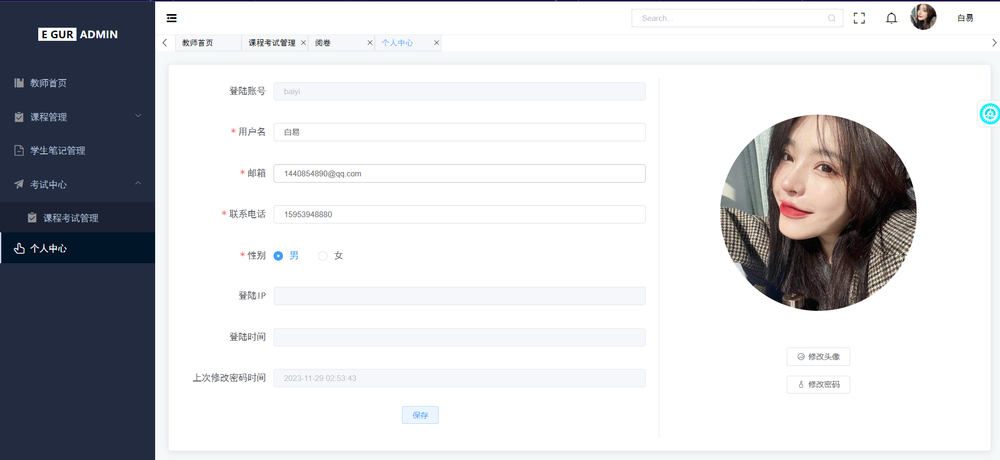 E GUR ADMIN
Search...
白易
教师首页
课程考试管理
阅卷
个人中心
教师首页
课程管理
学生笔记管理
考试中心
课程考试管理
个人中心
登陆账号 baiyi
* 用户名 白易
* 邮箱 1440854890@qq.com
* 联系电话 15953948880
* 性别 男 女
登陆IP
登陆时间
上次修改密码时间 2023-11-29 02:53:43
保存
修改头像
修改密码